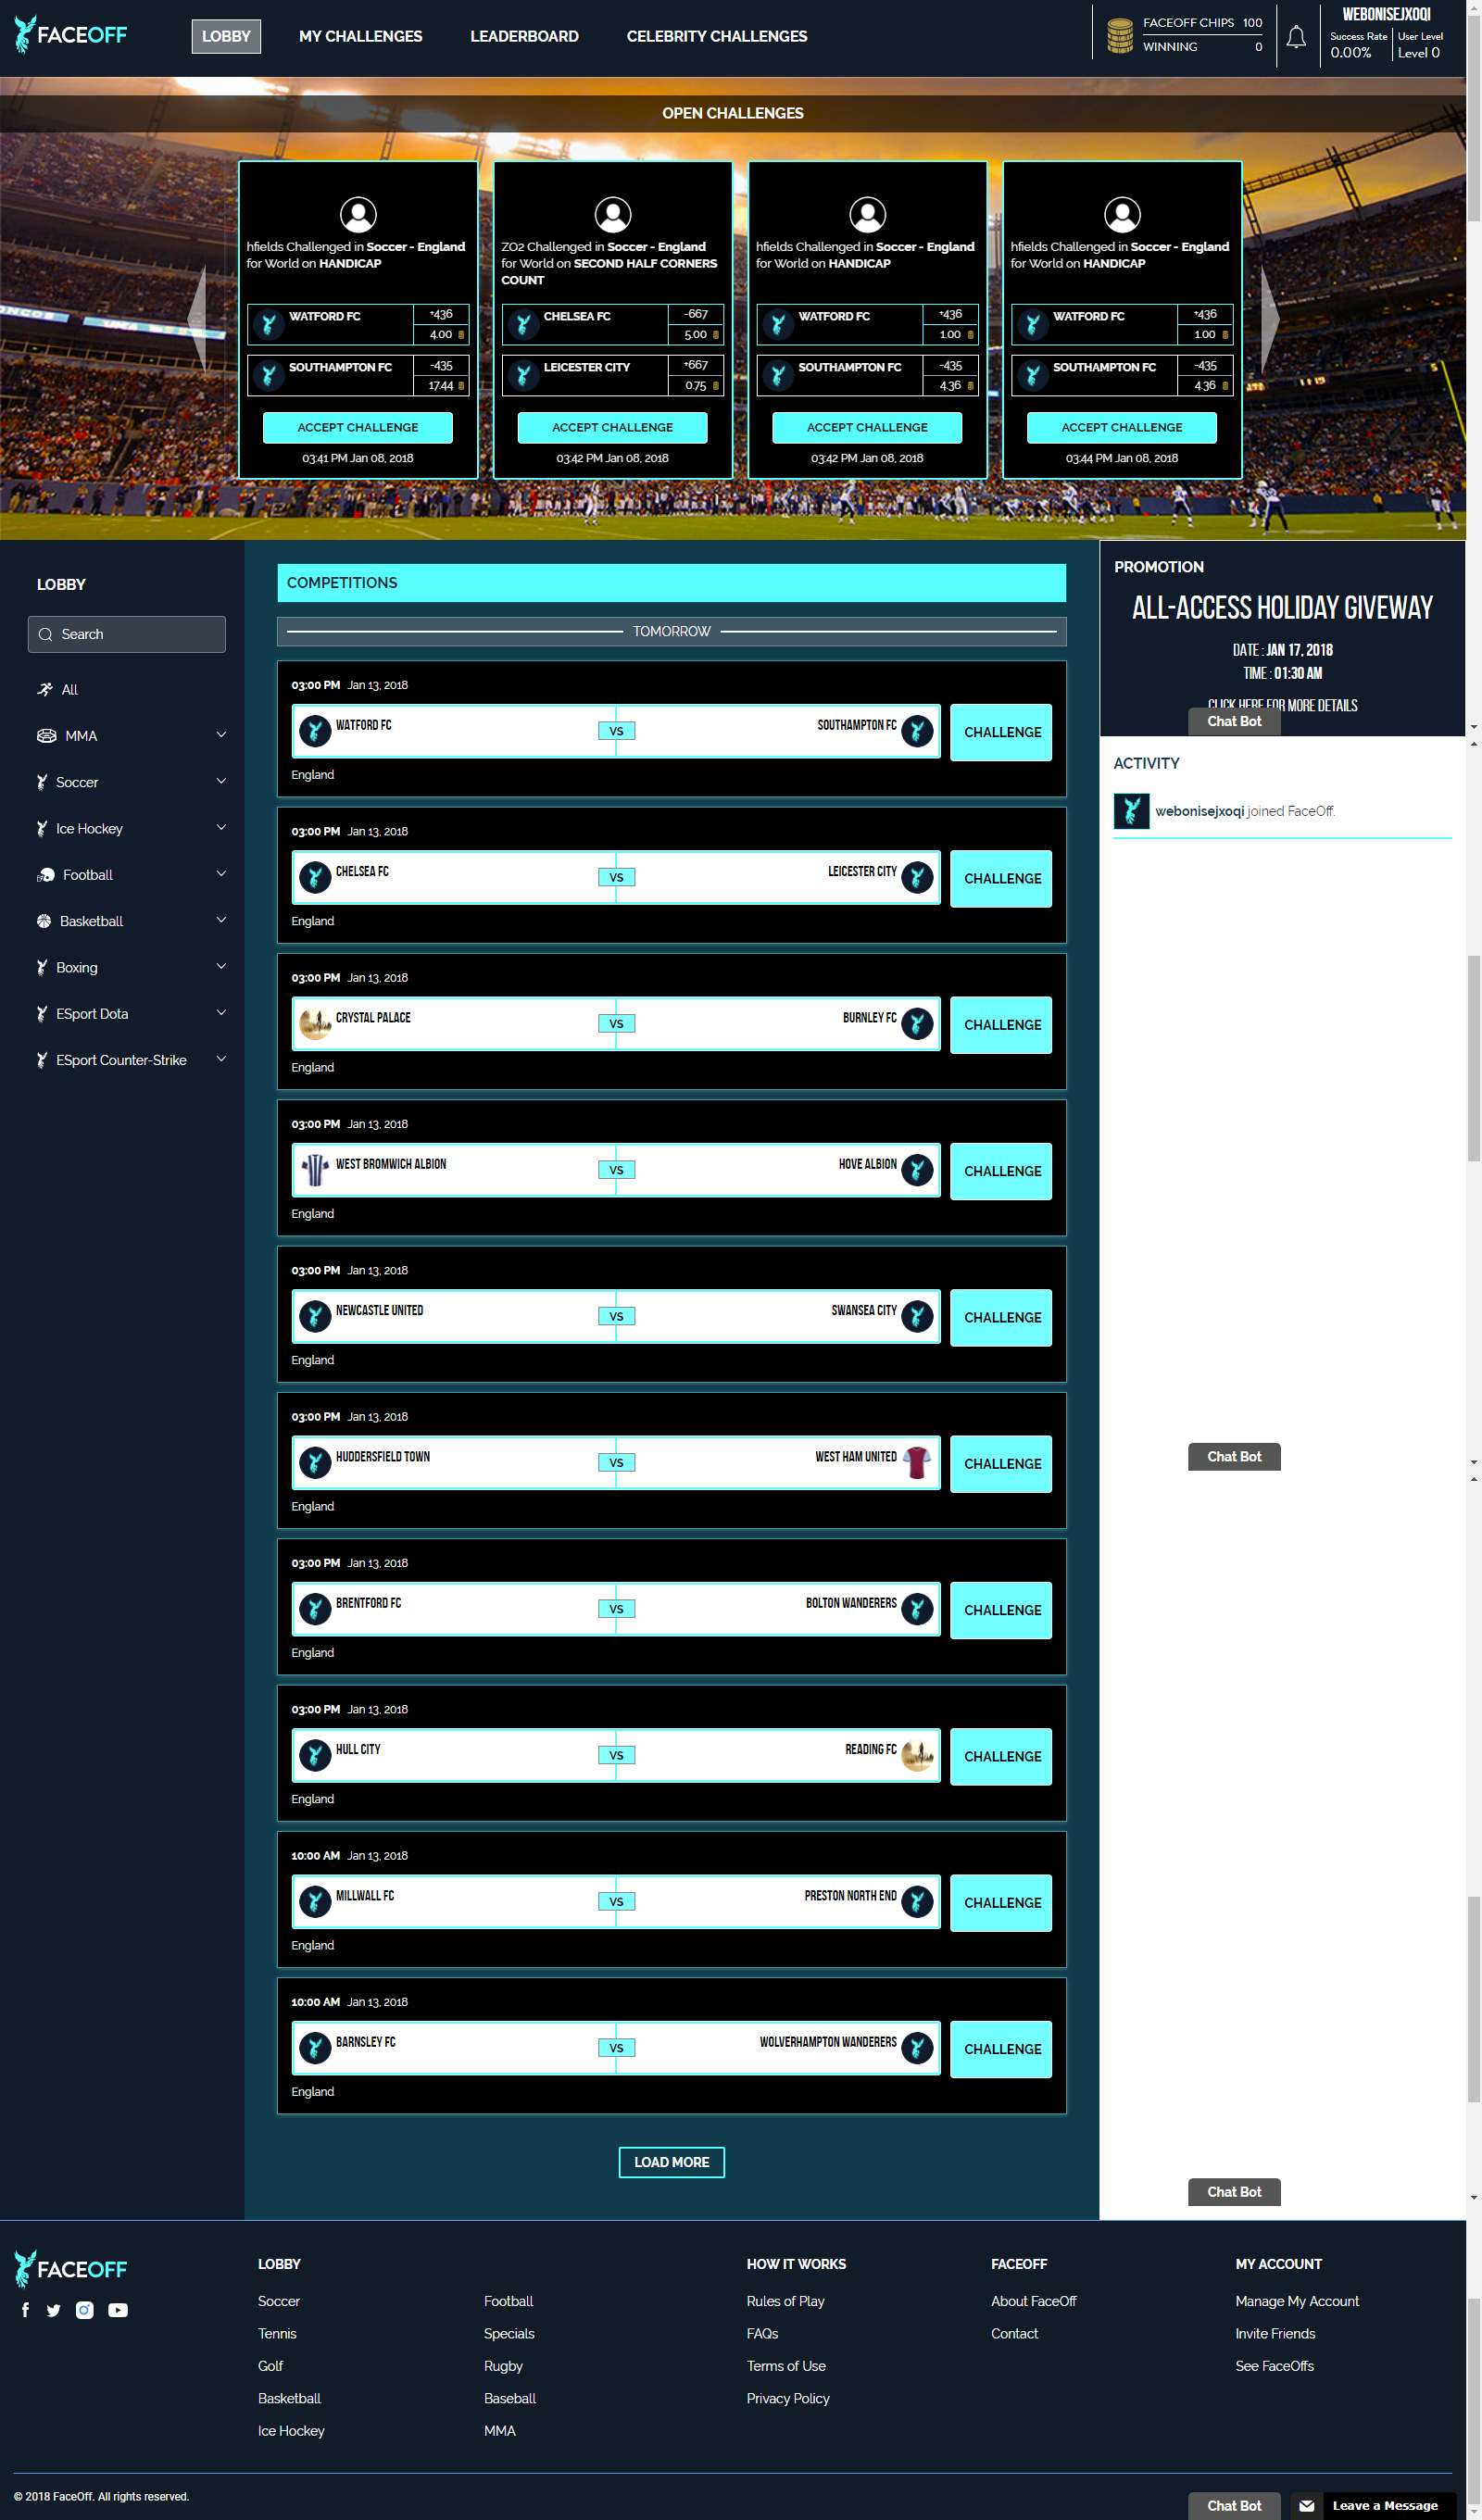 FACEOFF
LOBBY
MY CHALLENGES
LEADERBOARD
CELEBRITY CHALLENGES
FACEOFF CHIPS 100
WINNING 0
WEBONISEJXOQI
Success Rate
0.00%
User Level
Level 0
OPEN CHALLENGES
hfields Challenged in Soccer - England
for World on HANDICAP
WATFORD FC
+436
4.00
SOUTHAMPTON FC
-435
17.44
ACCEPT CHALLENGE
03:41 PM Jan 08, 2018
ZO2 Challenged in Soccer - England
for World on SECOND HALF CORNERS
COUNT
CHELSEA FC
-667
5.00
LEICESTER CITY
+667
0.75
ACCEPT CHALLENGE
03:42 PM Jan 08, 2018
hfields Challenged in Soccer - England
for World on HANDICAP
WATFORD FC
+436
1.00
SOUTHAMPTON FC
-435
4.36
ACCEPT CHALLENGE
03:42 PM Jan 08, 2018
hfields Challenged in Soccer - England
for World on HANDICAP
WATFORD FC
+436
1.00
SOUTHAMPTON FC
-435
4.36
ACCEPT CHALLENGE
03:44 PM Jan 08, 2018
LOBBY
Search
All
MMA
Soccer
Ice Hockey
Football
Basketball
Boxing
ESport Dota
ESport Counter-Strike
COMPETITIONS
TOMORROW
03:00 PM Jan 13, 2018
WATFORD FC VS SOUTHAMPTON FC
CHALLENGE
England
03:00 PM Jan 13, 2018
CHELSEA FC VS LEICESTER CITY
CHALLENGE
England
03:00 PM Jan 13, 2018
CRYSTAL PALACE VS BURNLEY FC
CHALLENGE
England
03:00 PM Jan 13, 2018
WEST BROMWICH ALBION VS HOVE ALBION
CHALLENGE
England
03:00 PM Jan 13, 2018
NEWCASTLE UNITED VS SWANSEA CITY
CHALLENGE
England
03:00 PM Jan 13, 2018
HUDDERSFIELD TOWN VS WEST HAM UNITED
CHALLENGE
England
03:00 PM Jan 13, 2018
BRENTFORD FC VS BOLTON WANDERERS
CHALLENGE
England
03:00 PM Jan 13, 2018
HULL CITY VS READING FC
CHALLENGE
England
10:00 AM Jan 13, 2018
MILLWALL FC VS PRESTON NORTH END
CHALLENGE
England
10:00 AM Jan 13, 2018
BARNSLEY FC VS WOLVERHAMPTON WANDERERS
CHALLENGE
England
LOAD MORE
PROMOTION
ALL-ACCESS HOLIDAY GIVEWAY
DATE : JAN 17, 2018
TIME : 01:30 AM
CLICK HERE FOR MORE DETAILS
Chat Bot
ACTIVITY
webonisejxoqi joined FaceOff.
Chat Bot
Chat Bot
FACEOFF
LOBBY
Soccer
Tennis
Golf
Basketball
Ice Hockey
Football
Specials
Rugby
Baseball
MMA
HOW IT WORKS
Rules of Play
FAQs
Terms of Use
Privacy Policy
FACEOFF
About FaceOff
Contact
MY ACCOUNT
Manage My Account
Invite Friends
See FaceOffs
© 2018 FaceOff. All rights reserved.
Chat Bot
Leave a Message